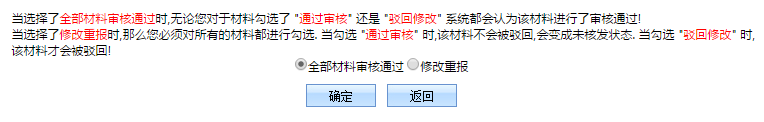 当选择了全部材料审核通过时,无论您对于材料勾选了 "通过审核" 还是 "驳回修改" 系统都会认为该材料进行了审核通过!
当选择了修改重报时,那么您必须对所有的材料都进行勾选. 当勾选 "通过审核" 时,该材料不会被驳回,会变成未核发状态. 当勾选 "驳回修改" 时,
该材料才会被驳回!
全部材料审核通过 修改重报
确定 返回